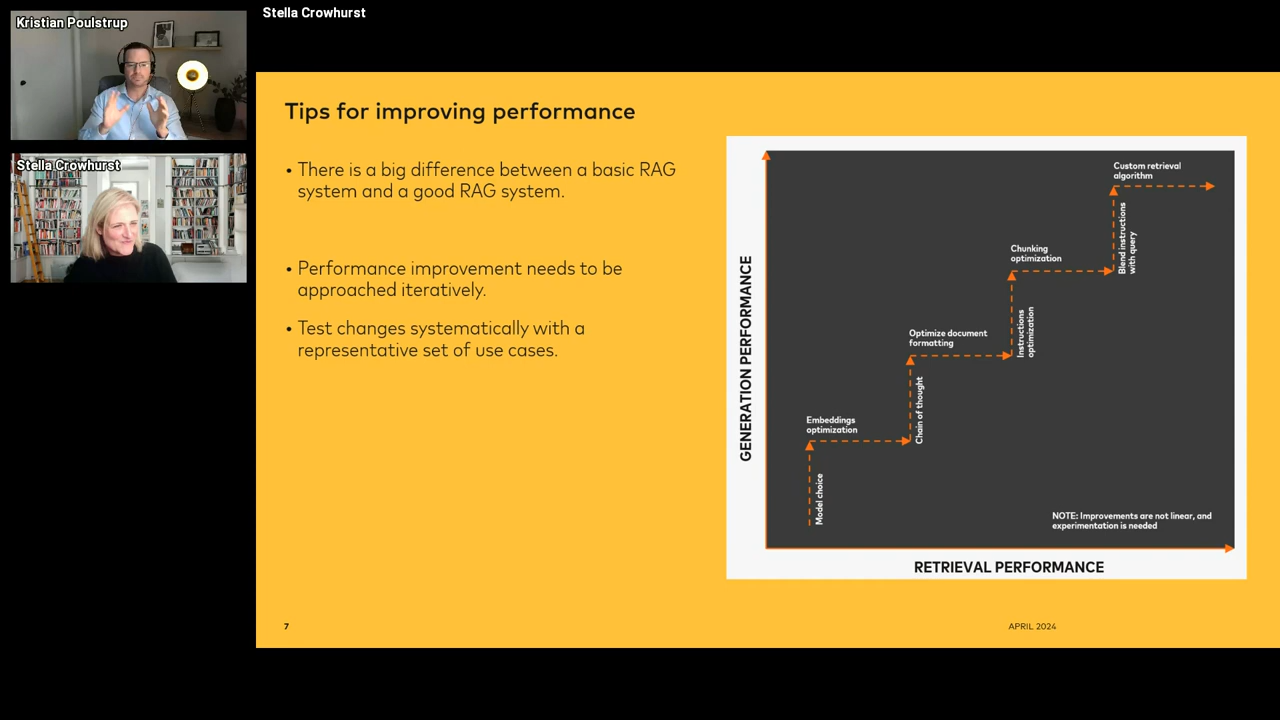 Kristian Poulstrup
Stella Crowhurst
Stella Crowhurst
Tips for improving performance
• There is a big difference between a basic RAG
system and a good RAG system.
• Performance improvement needs to be
approached iteratively.
• Test changes systematically with a
representative set of use cases.
GENERATION PERFORMANCE
Custom retrieval
algorithm
Blend instructions
with query
Chunking
optimization
Instructions
optimization
Optimize document
formatting
Chain of thought
Embeddings
optimization
Model choice
NOTE: Improvements are not linear, and
experimentation is needed
RETRIEVAL PERFORMANCE
7
APRIL 2024